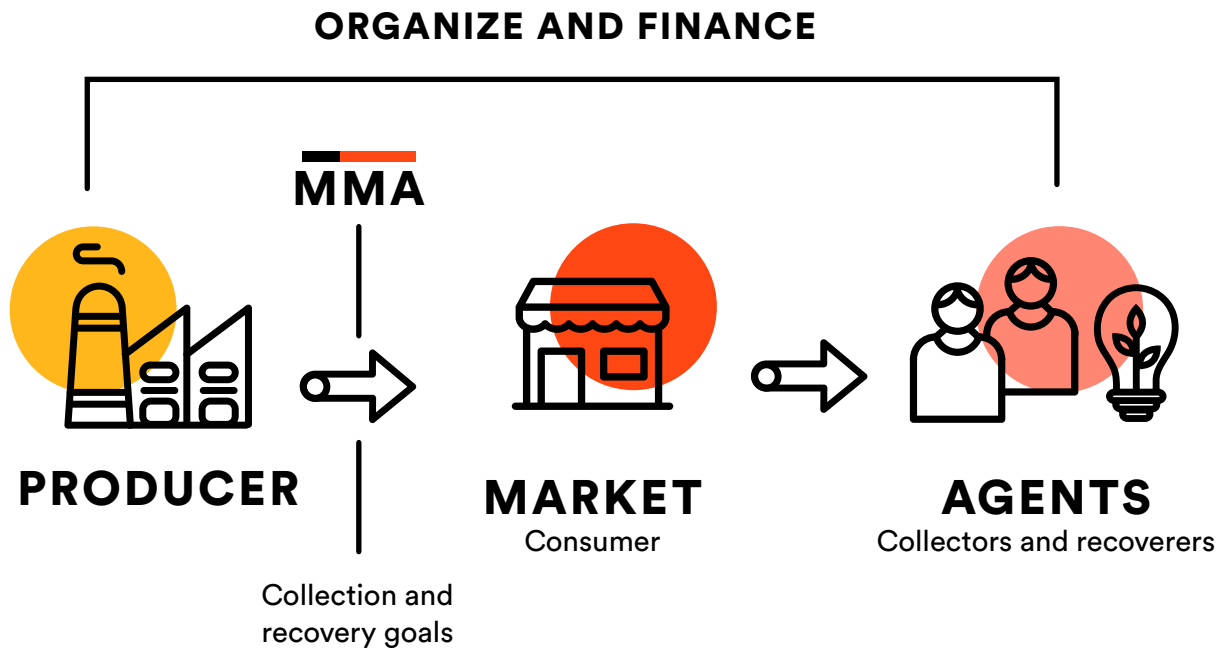 ORGANIZE AND FINANCE
MMA
PRODUCER
MARKET
Consumer
AGENTS
Collectors and recoverers
Collection and
recovery goals